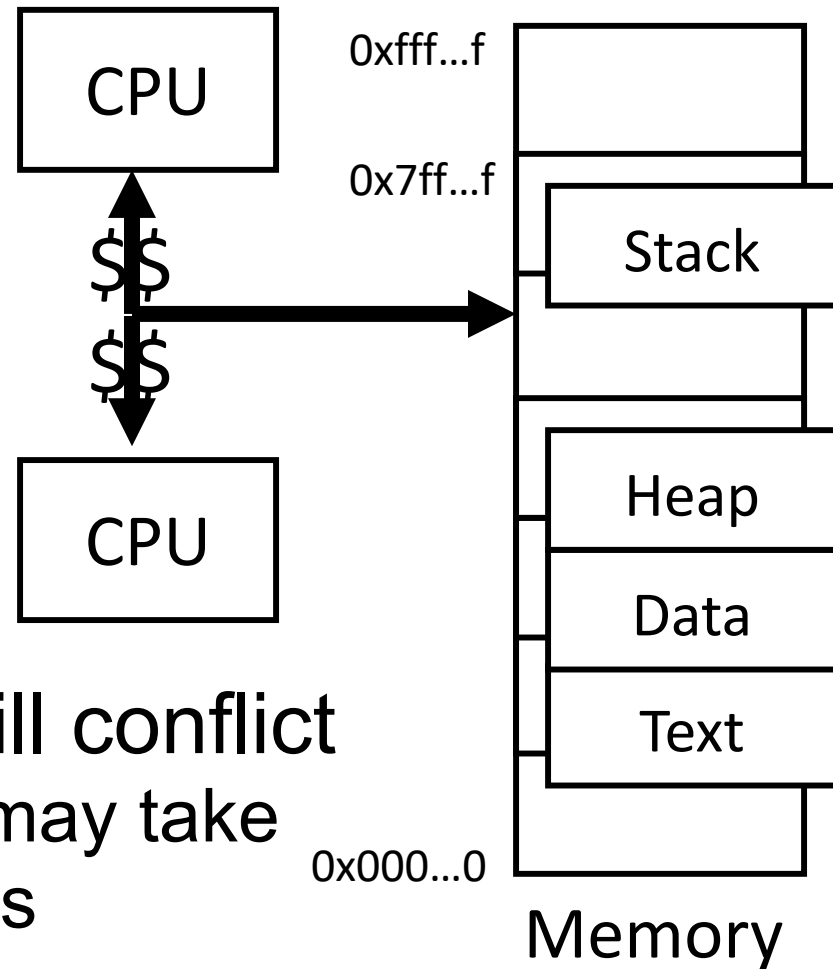 CPU
$$
$$
CPU
0xfff...f
0x7ff...f
Stack
Heap
Data
Text
0x000...0
Memory
ill conflict
may take
s